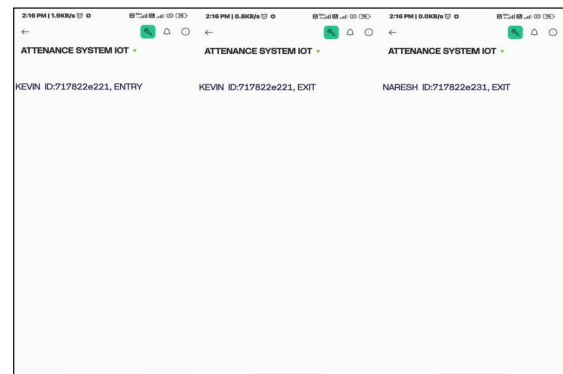 2:16 PM | 1.9KB/s
ATTENANCE SYSTEM IOT
KEVIN ID:717822e221, ENTRY
2:16 PM | 0.8KB/s
ATTENANCE SYSTEM IOT
KEVIN ID:717822e221, EXIT
2:16 PM | 0.0KB/s
ATTENANCE SYSTEM IOT
NARESH ID:717822e231, EXIT